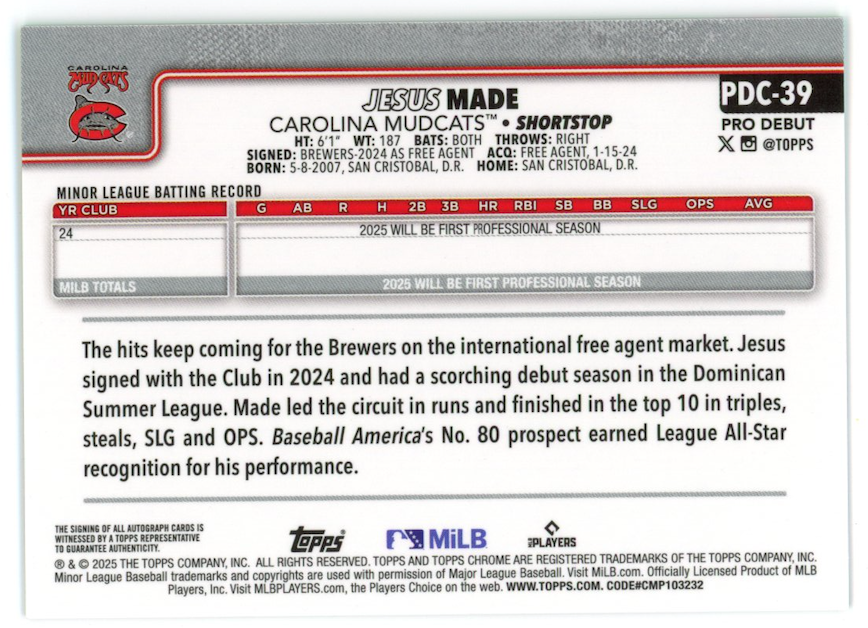 CAROLINA
MUDCATS
C
PDC-39
JESUS MADE
CAROLINA MUDCATS™ • SHORTSTOP
PRO DEBUT
HT: 6'1" WT: 187 BATS: BOTH THROWS: RIGHT
@TOPPS
SIGNED: BREWERS-2024 AS FREE AGENT ACQ: FREE AGENT, 1-15-24
BORN: 5-8-2007, SAN CRISTOBAL, D.R. HOME: SAN CRISTOBAL, D.R.
MINOR LEAGUE BATTING RECORD
YR CLUB G AB R H 2B 3B HR RBI SB BB SLG OPS AVG
24 2025 WILL BE FIRST PROFESSIONAL SEASON
MILB TOTALS 2025 WILL BE FIRST PROFESSIONAL SEASON
The hits keep coming for the Brewers on the international free agent market. Jesus
signed with the Club in 2024 and had a scorching debut season in the Dominican
Summer League. Made led the circuit in runs and finished in the top 10 in triples,
steals, SLG and OPS. Baseball America's No. 80 prospect earned League All-Star
recognition for his performance.
THE SIGNING OF ALL AUTOGRAPH CARDS IS
WITNESSED BY A TOPPS REPRESENTATIVE
TO GUARANTEE AUTHENTICITY.
Topps®
MiLB
PLAYERS
® & © 2025 THE TOPPS COMPANY, INC. ALL RIGHTS RESERVED. TOPPS AND TOPPS CHROME ARE REGISTERED TRADEMARKS OF THE TOPPS COMPANY, INC.
Minor League Baseball trademarks and copyrights are used with permission of Major League Baseball. Visit MiLB.com. Officially Licensed Product of MLB
Players, Inc. Visit MLBPLAYERS.com, the Players Choice on the web. WWW.TOPPS.COM. CODE#CMP103232